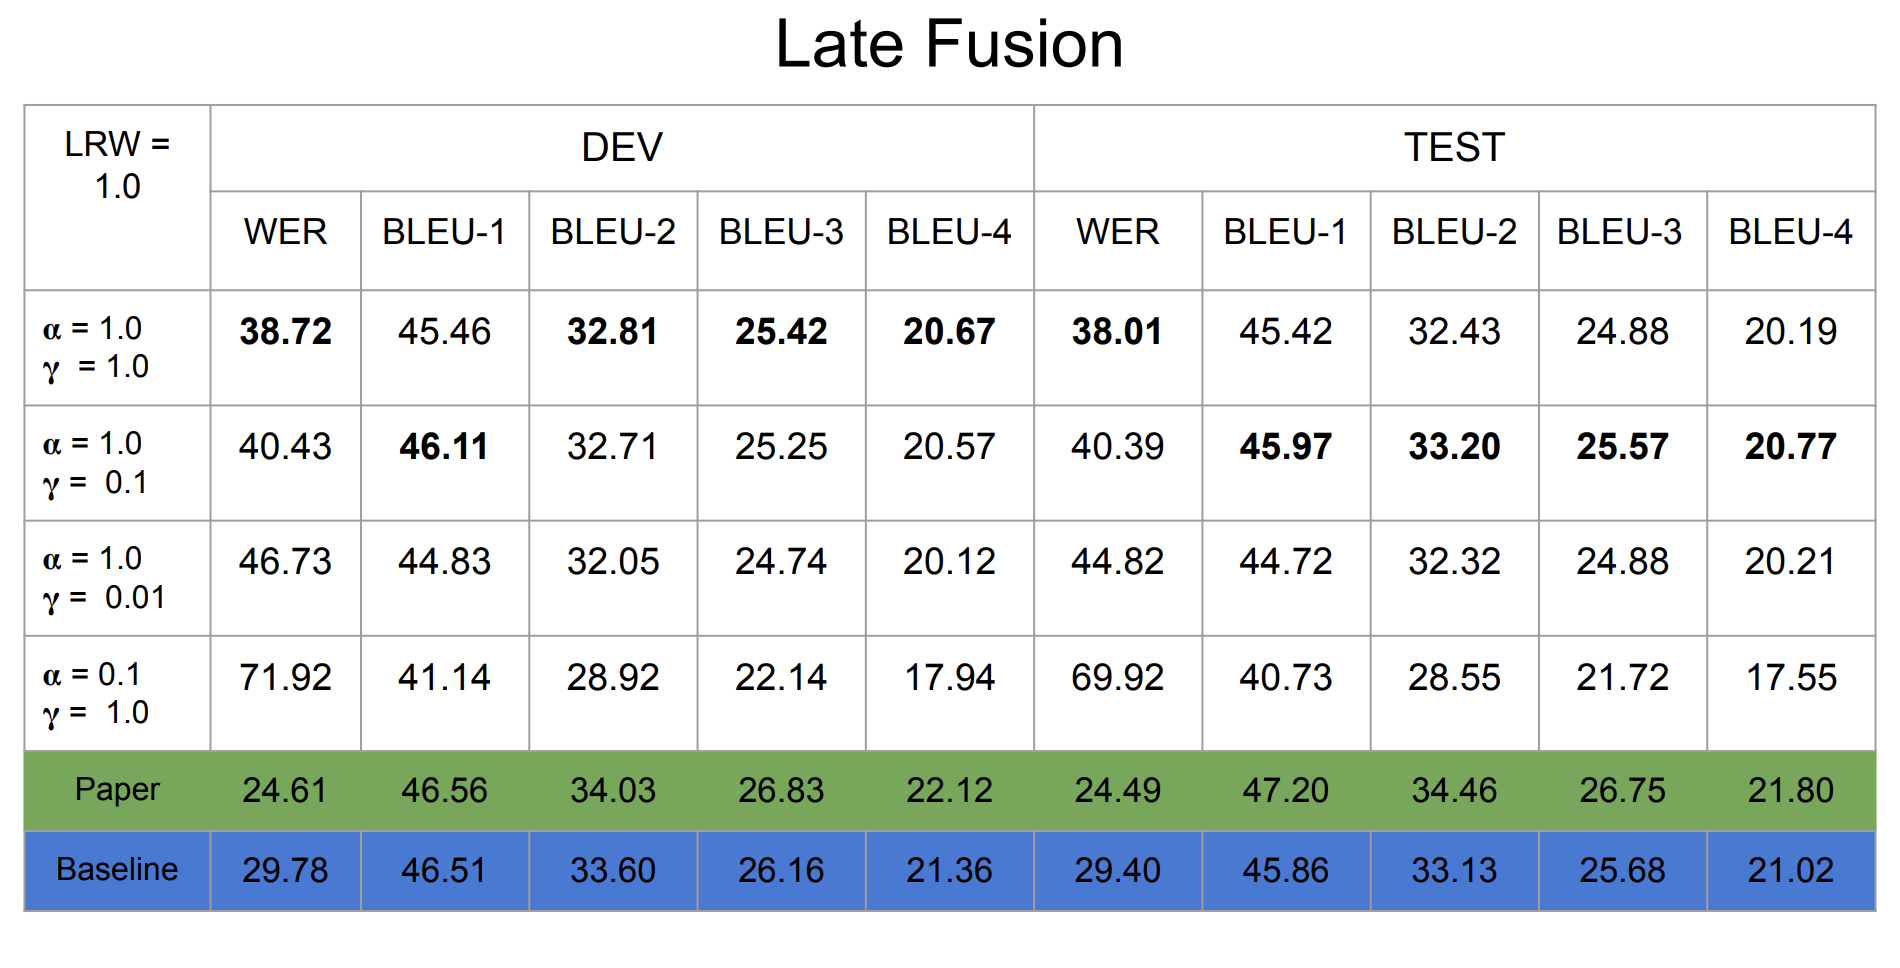 Late Fusion
LRW =
1.0
DEV TEST
WER BLEU-1 BLEU-2 BLEU-3 BLEU-4 WER BLEU-1 BLEU-2 BLEU-3 BLEU-4
α = 1.0
γ = 1.0
38.72 45.46 32.81 25.42 20.67 38.01 45.42 32.43 24.88 20.19
α = 1.0
γ = 0.1
40.43 46.11 32.71 25.25 20.57 40.39 45.97 33.20 25.57 20.77
α = 1.0
γ = 0.01
46.73 44.83 32.05 24.74 20.12 44.82 44.72 32.32 24.88 20.21
α = 0.1
γ = 1.0
71.92 41.14 28.92 22.14 17.94 69.92 40.73 28.55 21.72 17.55
Paper 24.61 46.56 34.03 26.83 22.12 24.49 47.20 34.46 26.75 21.80
Baseline 29.78 46.51 33.60 26.16 21.36 29.40 45.86 33.13 25.68 21.02